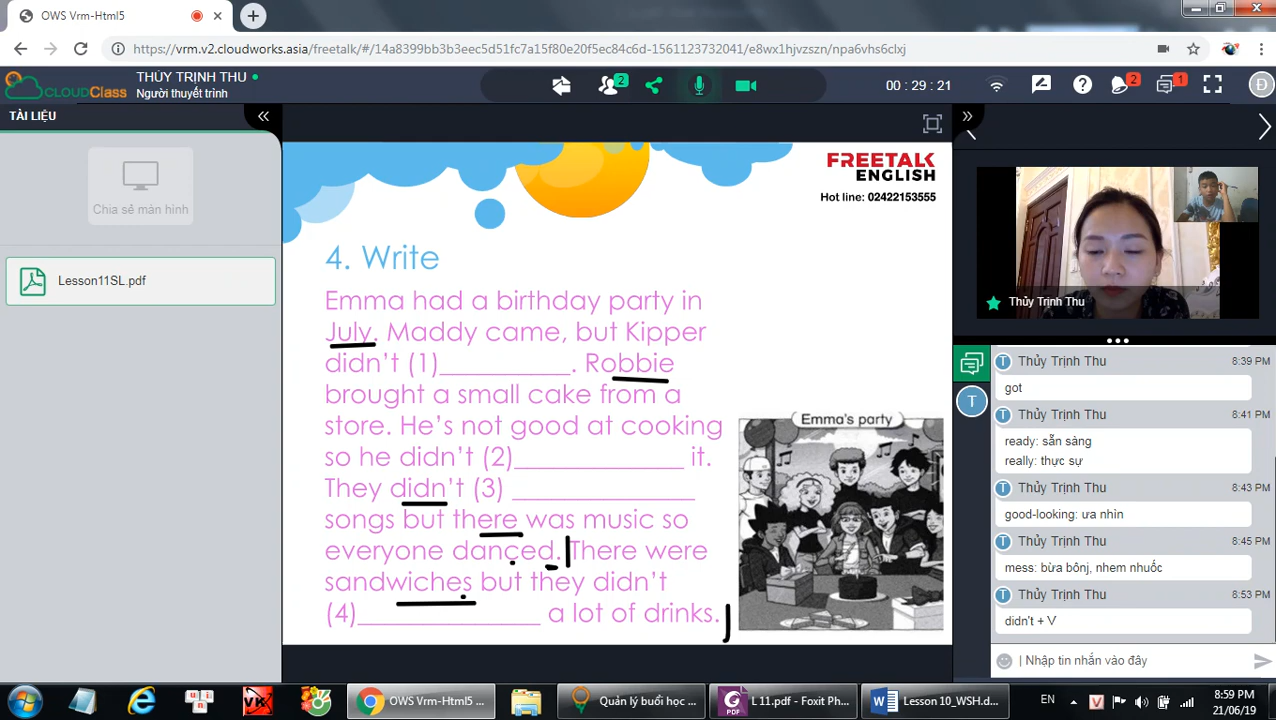 OWS Vrm-Html5
https://vrm.v2.cloudworks.asia/freetalk/#/14a8399bb3b3eec5d51fc7a15f80e20f5ec84c6d-1561123732041/e8wx1hjvzszn/npa6vhs6clxj
CLOUDClass
THỦY TRỊNH THU
Người thuyết trình
2
00 : 29 : 21
2
1
Đ
TÀI LIỆU
Chia sẻ màn hình
Lesson11SL.pdf
FREETALK
ENGLISH
Hot line: 02422153555
4. Write
Emma had a birthday party in
July. Maddy came, but Kipper
didn't (1)___________. Robbie
brought a small cake from a
store. He's not good at cooking
so he didn't (2)______________ it.
They didn't (3) _______________
songs but there was music so
everyone danced. There were
sandwiches but they didn't
(4)_______________ a lot of drinks.
Emma's party
Thủy Trịnh Thu
T Thủy Trịnh Thu 8:39 PM
got
T Thủy Trịnh Thu 8:41 PM
ready: sẵn sàng
really: thực sự
T Thủy Trịnh Thu 8:43 PM
good-looking: ưa nhìn
T Thủy Trịnh Thu 8:45 PM
mess: bừa bônj, nhem nhuốc
T Thủy Trịnh Thu 8:53 PM
didn't + V
T
Nhập tin nhắn vào đây
OWS Vrm-Html5 ...
Quản lý buổi học ...
L 11.pdf - Foxit Ph...
Lesson 10_WSH.d...
EN
8:59 PM
21/06/19